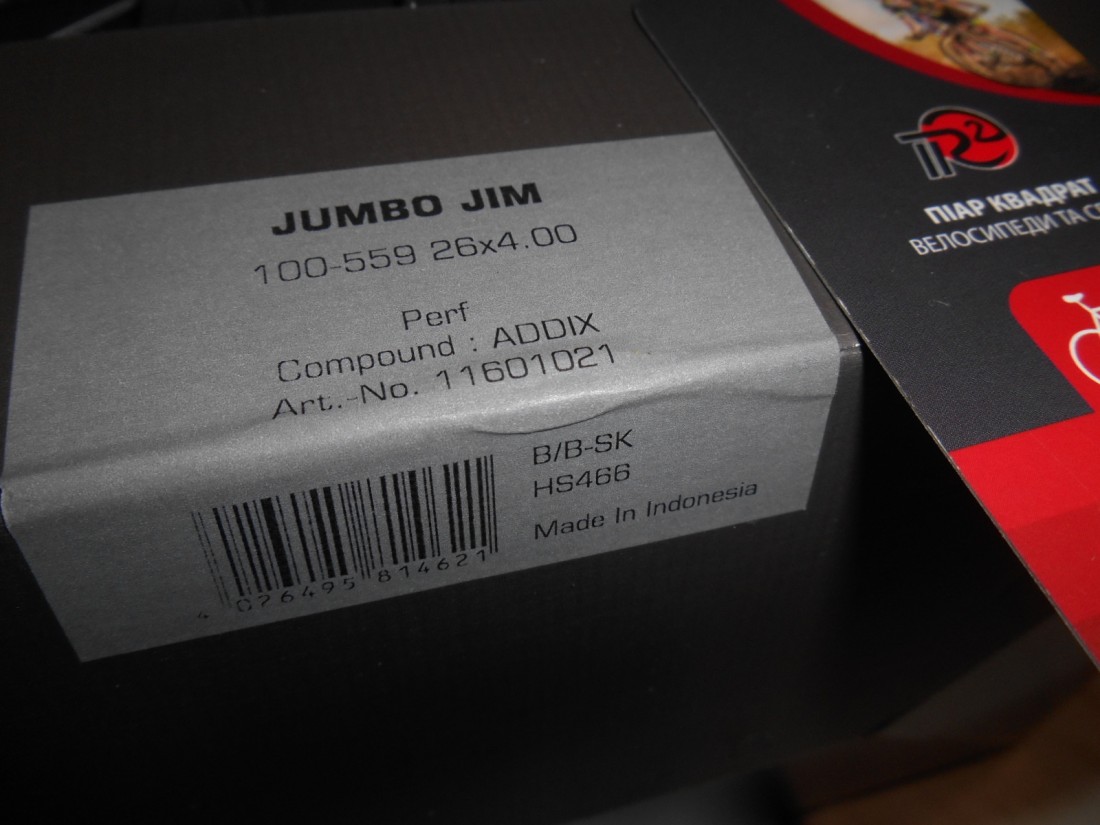 JUMBO JIM
100-559 26x4.00
Perf
Compound : ADDIX
Art.-No. 11601021
B/B-SK
HS466
Made In Indonesia
4 026495 814621
ПІАР КВАДРАТ
ВЕЛОСИПЕДИ ТА